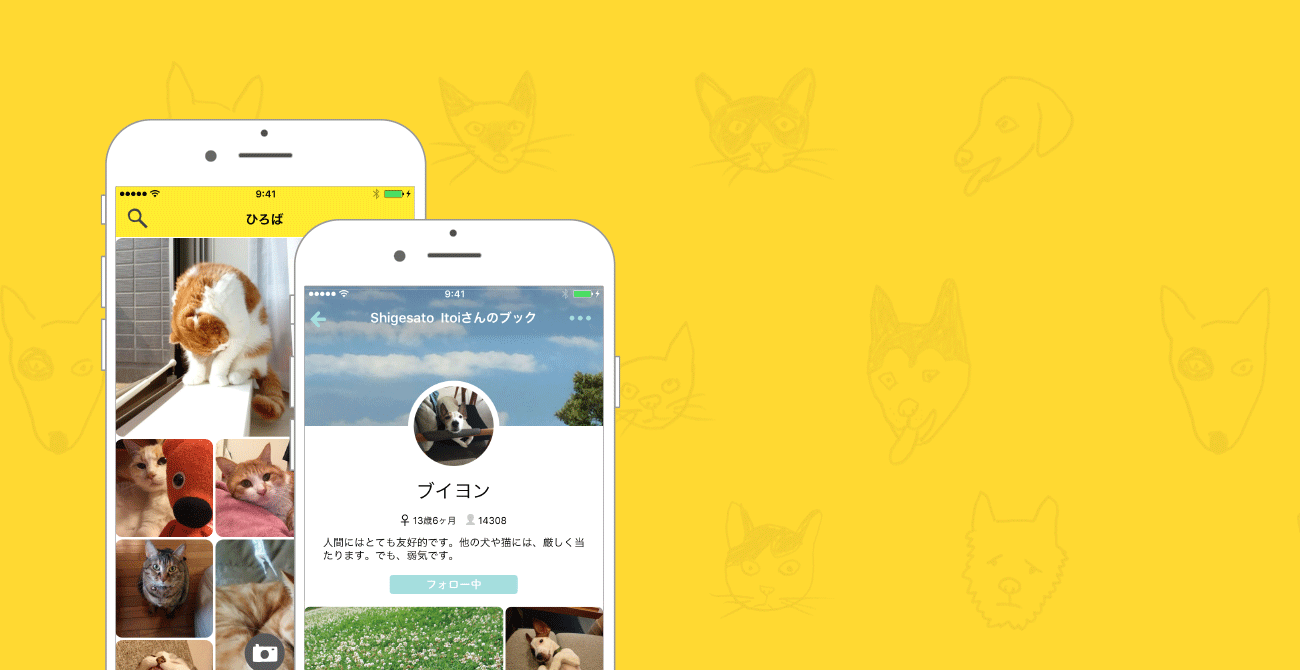 9:41
ひろば
9:41
Shigesato Itoiさんのブック
ブイヨン
13歳6ヶ月 14308
人間にはとても友好的です。他の犬や猫には、厳しく当
たります。でも、弱気です。
フォロー中